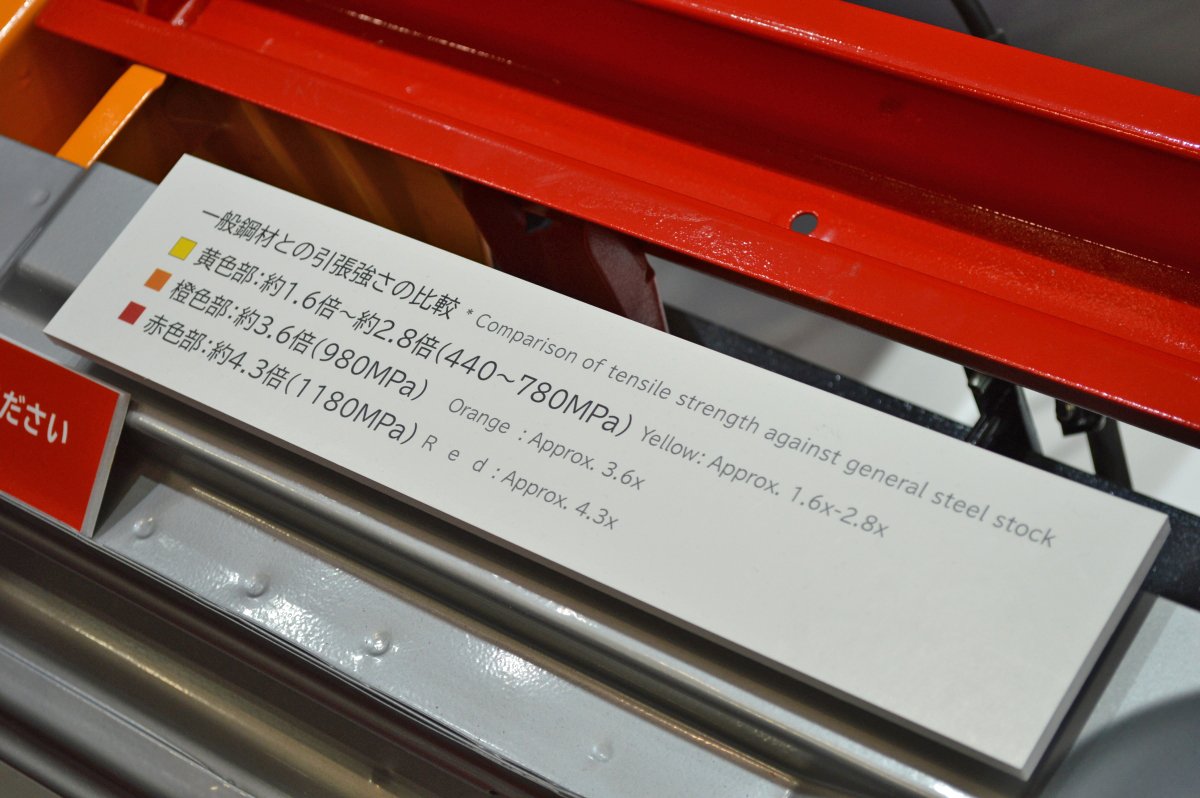 一般鋼材との引張強さの比較 * Comparison of tensile strength against general steel stock
黄色部:約1.6倍～約2.8倍(440～780MPa) Yellow: Approx. 1.6x-2.8x
橙色部:約3.6倍(980MPa) Orange : Approx. 3.6x
赤色部:約4.3倍(1180MPa) R e d : Approx. 4.3x
ださい